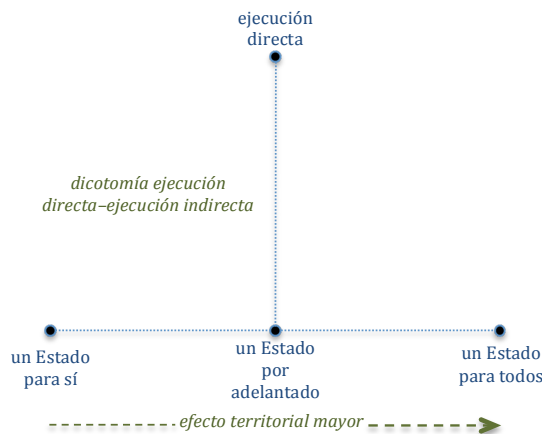 ejecución
directa
dicotomía ejecución
directa–ejecución indirecta
un Estado
para sí
un Estado
por
adelantado
un Estado
para todos
efecto territorial mayor